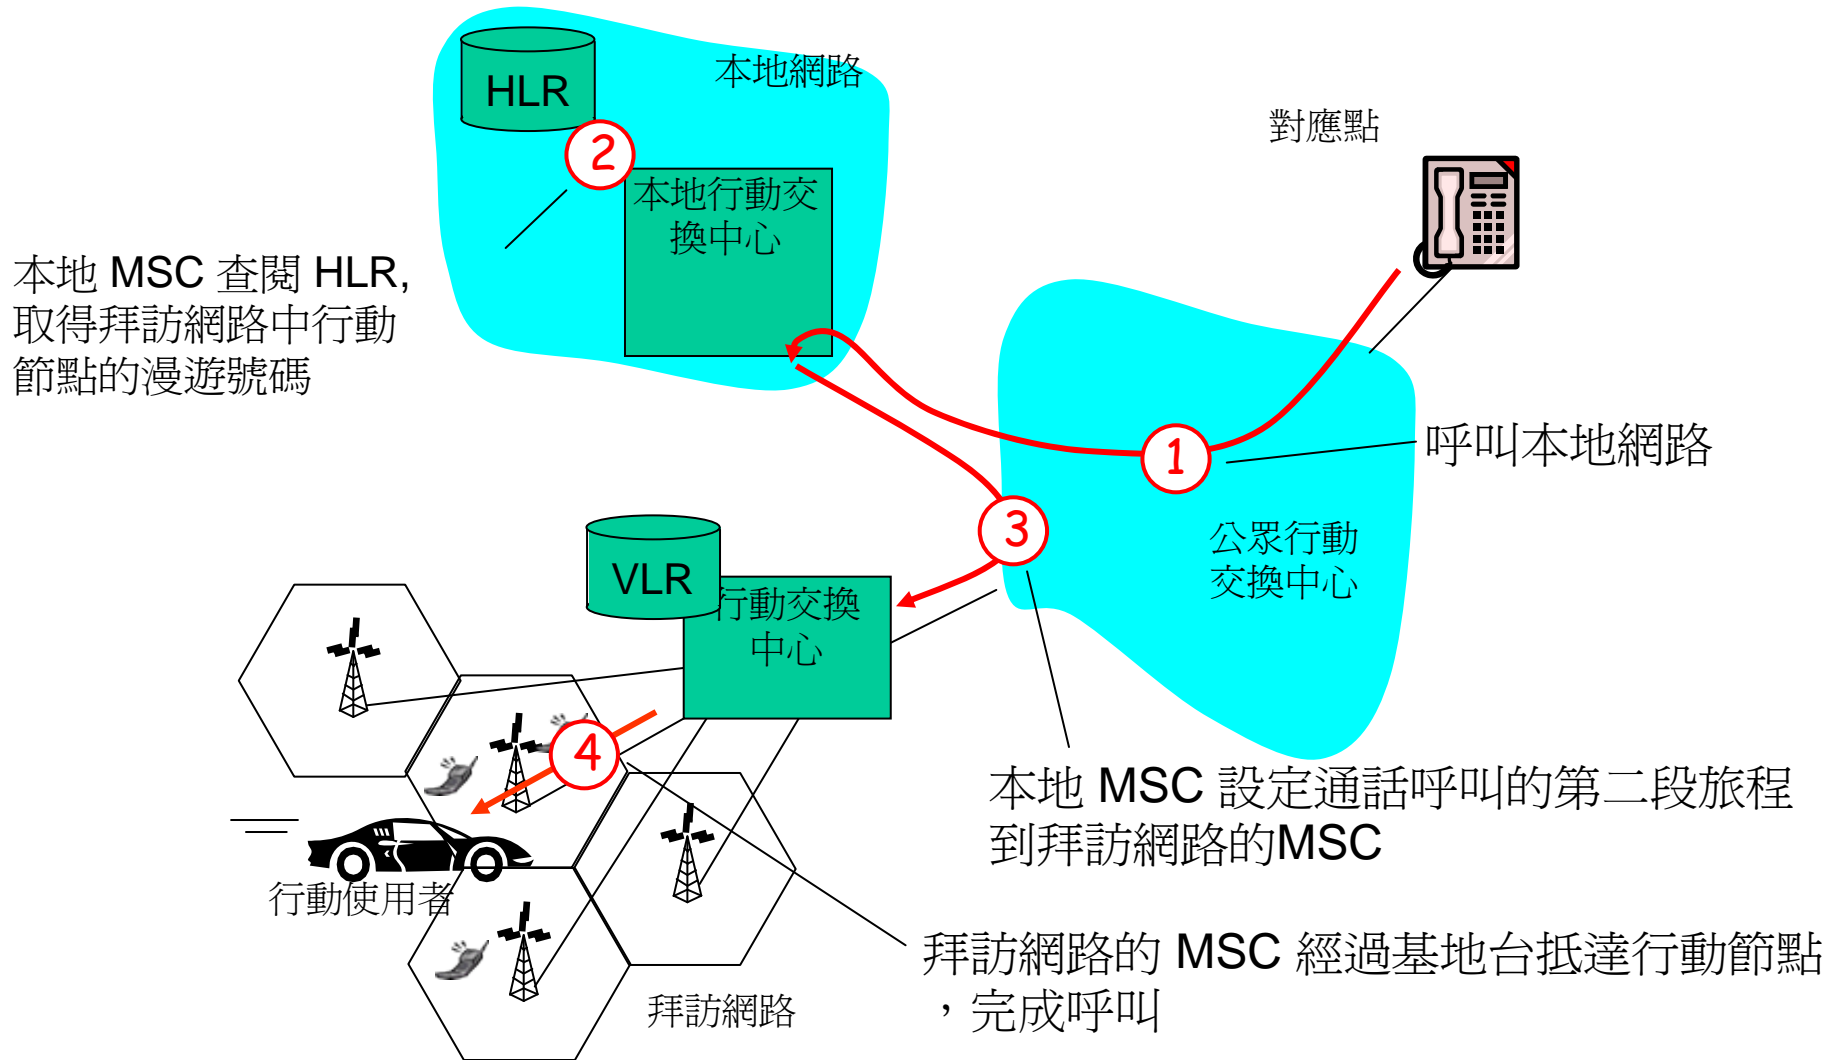 HLR
本地網路
對應點
2
本地行動交
換中心
本地 MSC 查閱 HLR,
取得拜訪網路中行動
節點的漫遊號碼
1
呼叫本地網路
3
公眾行動
交換中心
VLR
行動交換
中心
4
本地 MSC 設定通話呼叫的第二段旅程
到拜訪網路的MSC
行動使用者
拜訪網路的 MSC 經過基地台抵達行動節點
，完成呼叫
拜訪網路